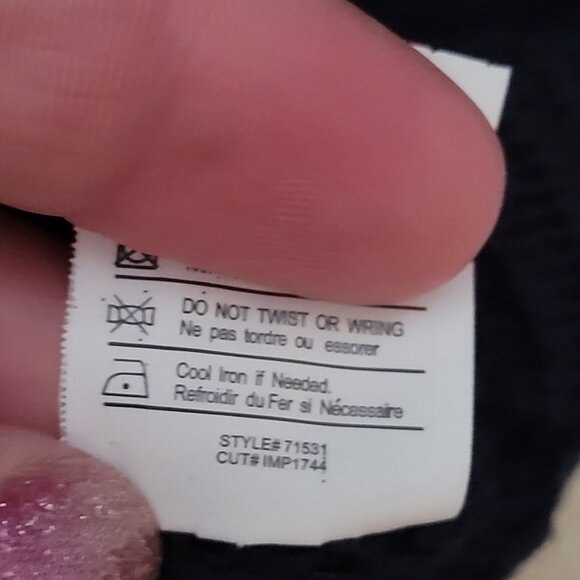 DO NOT TWIST OR WRING
Ne pas tordre ou essorer
Cool Iron if Needed.
Refroidir du Fer si Nécessaire
STYLE# 71531
CUT# IMP1744